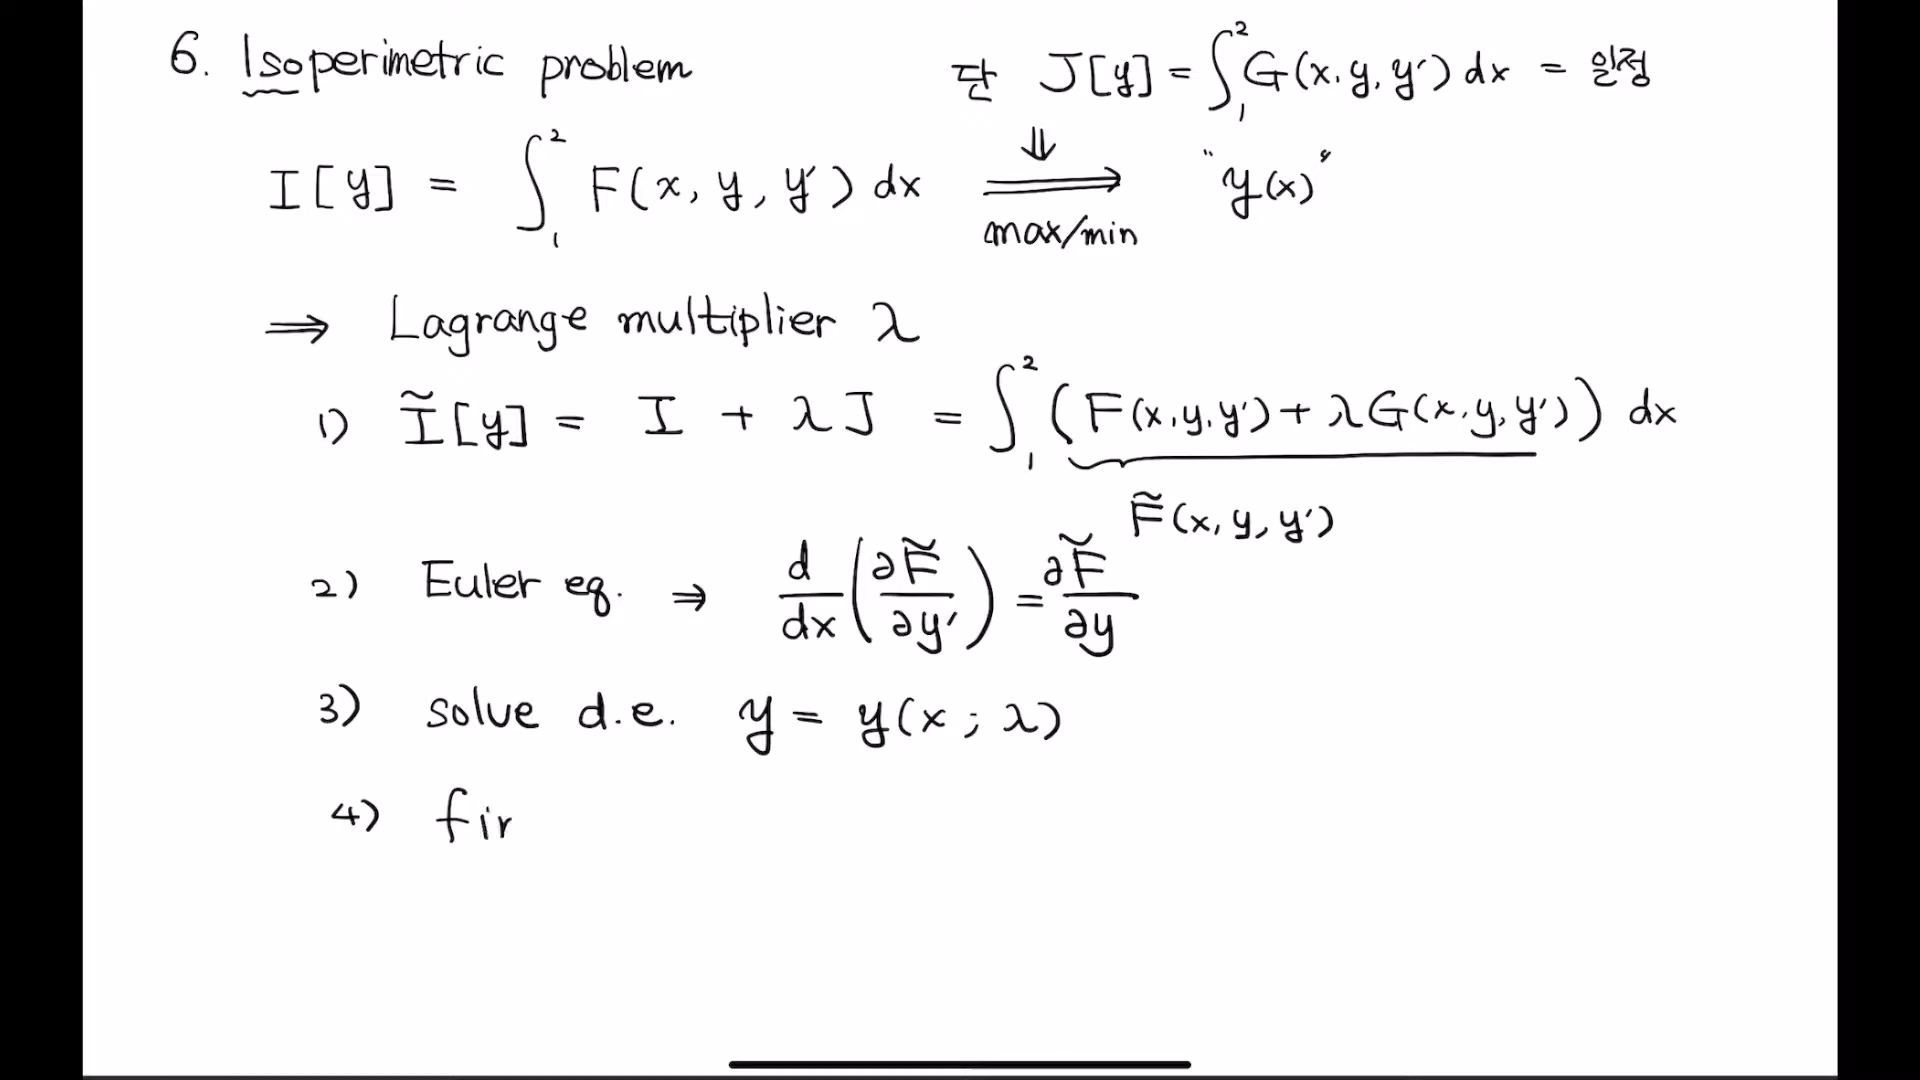 6. Isoperimetric problem 단 J[y] = ∫₁² G(x, y, y′) dx = 일정
I[y] = ∫₁² F(x, y, y′) dx ⇓ ⟹ max/min "y(x)"
⟹ Lagrange multiplier λ
1) Ĩ[y] = I + λJ = ∫₁² (F(x, y, y′) + λG(x, y, y′)) dx
F̃(x, y, y′)
2) Euler eq. ⇒ d/dx (∂F̃/∂y′) = ∂F̃/∂y
3) solve d.e. y = y(x ; λ)
4) fir